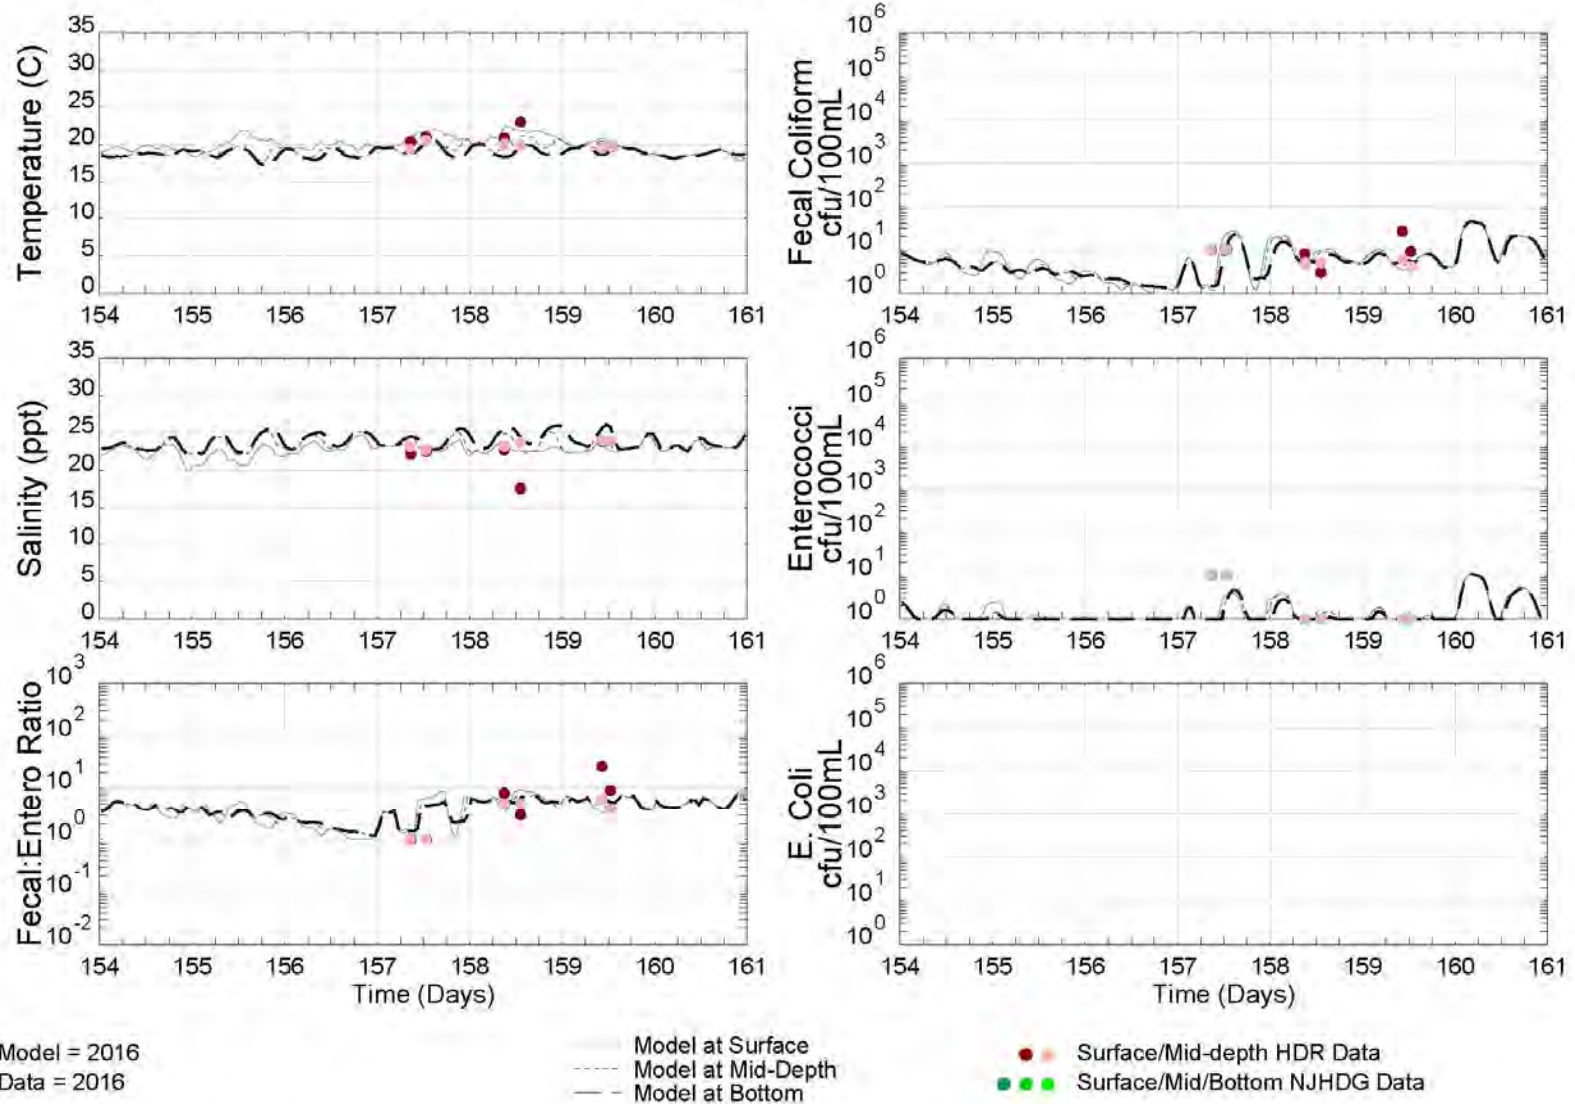 Temperature (C)
35
30
25
20
15
10
5
0
154 155 156 157 158 159 160 161
Fecal Coliform
cfu/100mL
10^6
10^5
10^4
10^3
10^2
10^1
10^0
154 155 156 157 158 159 160 161
Salinity (ppt)
35
30
25
20
15
10
5
0
154 155 156 157 158 159 160 161
Enterococci
cfu/100mL
10^6
10^5
10^4
10^3
10^2
10^1
10^0
154 155 156 157 158 159 160 161
Fecal:Entero Ratio
10^3
10^2
10^1
10^0
10^-1
10^-2
154 155 156 157 158 159 160 161
Time (Days)
E. Coli
cfu/100mL
10^6
10^5
10^4
10^3
10^2
10^1
10^0
154 155 156 157 158 159 160 161
Time (Days)
Model = 2016
Data = 2016
Model at Surface
Model at Mid-Depth
Model at Bottom
Surface/Mid-depth HDR Data
Surface/Mid/Bottom NJHDG Data